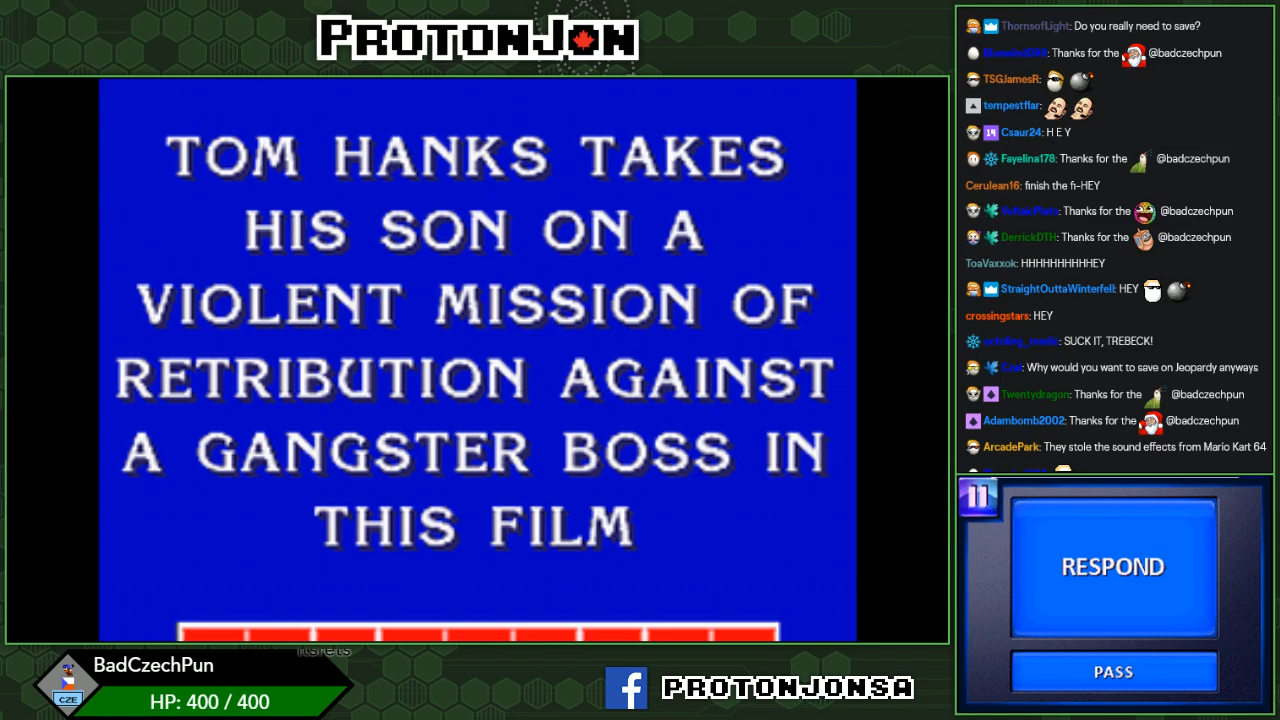 PROTONJON
TOM HANKS TAKES
HIS SON ON A
VIOLENT MISSION OF
RETRIBUTION AGAINST
A GANGSTER BOSS IN
THIS FILM
BadCzechPun
CZE
HP: 400 / 400
PROTONJONSA
ThornsofLight: Do you really need to save?
Thanks for the @badczechpun
TSGJamesR:
tempestflar:
14 Csaur24: H E Y
Fayelina178: Thanks for the @badczechpun
Cerulean16: finish the fi-HEY
Thanks for the @badczechpun
DerrickDTH: Thanks for the @badczechpun
ToaVaxxok: HHHHHHHHHHEY
StraightOuttaWinterfell: HEY
crossingstars: HEY
SUCK IT, TREBECK!
Why would you want to save on Jeopardy anyways
Twentydragon: Thanks for the @badczechpun
Adambomb2002: Thanks for the @badczechpun
ArcadePark: They stole the sound effects from Mario Kart 64
RESPOND
PASS